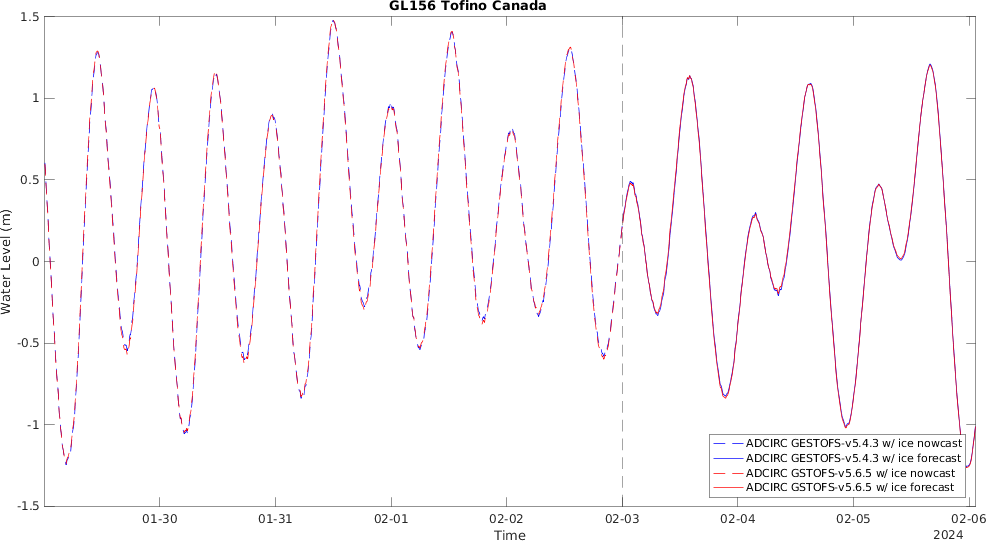 GL156 Tofino Canada
Water Level (m)
1.5
1
0.5
0
-0.5
-1
-1.5
ADCIRC GESTOFS-v5.4.3 w/ ice nowcast
ADCIRC GESTOFS-v5.4.3 w/ ice forecast
ADCIRC GSTOFS-v5.6.5 w/ ice nowcast
ADCIRC GSTOFS-v5.6.5 w/ ice forecast
01-30 01-31 02-01 02-02 02-03 02-04 02-05 02-06
Time
2024